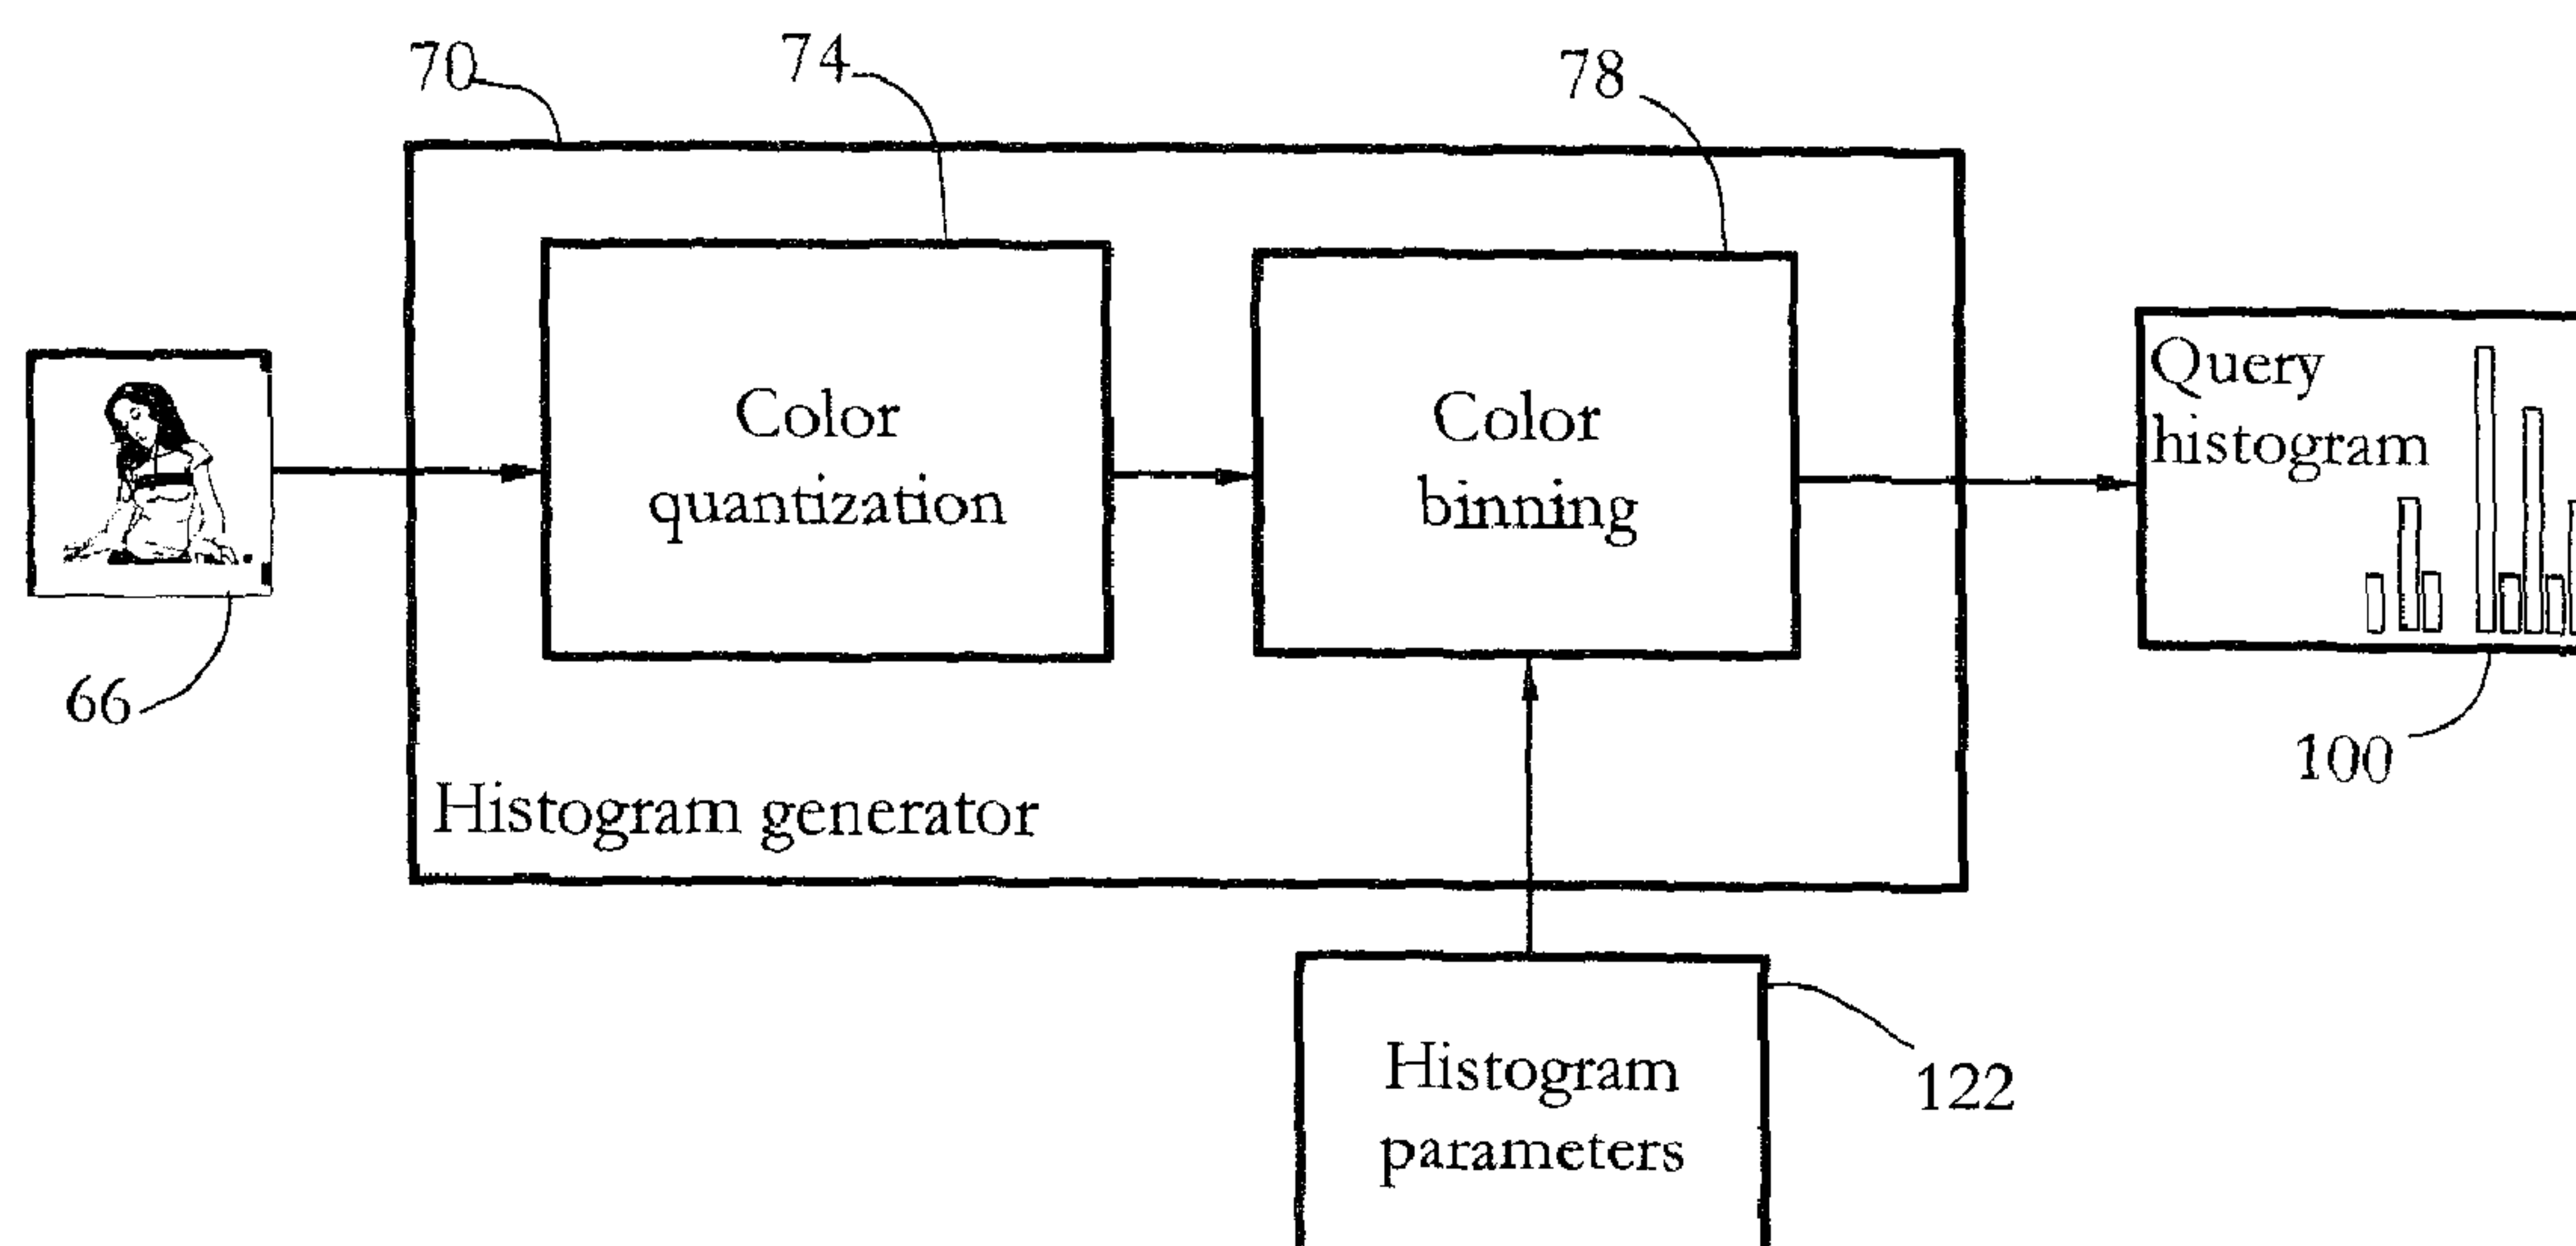 70
74
78
Color
quantization
Color
binning
Query
histogram
66
100
Histogram generator
Histogram
parameters
122